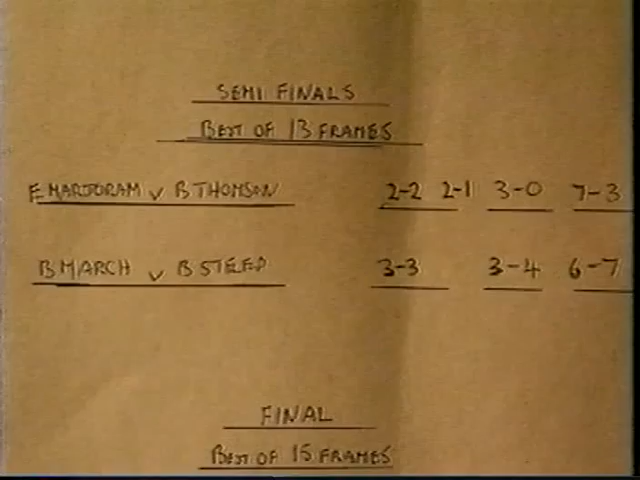 SEMI FINALS
BEST OF 13 FRAMES
E MARJORAM V B THOMSON 2-2 2-1 3-0 7-3
B MARCH V B STEED 3-3 3-4 6-7
FINAL
BEST OF 15 FRAMES